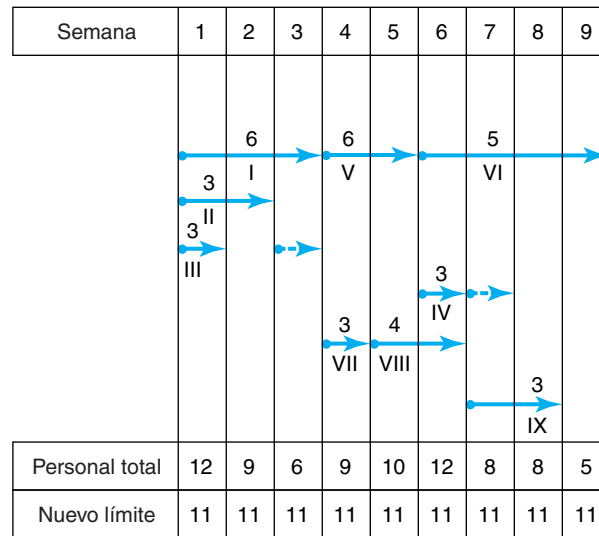 Semana 1 2 3 4 5 6 7 8 9
6 6 5
I V VI
3
II
3
III
3
IV
3 4
VII VIII
3
IX
Personal total 12 9 6 9 10 12 8 8 5
Nuevo límite 11 11 11 11 11 11 11 11 11